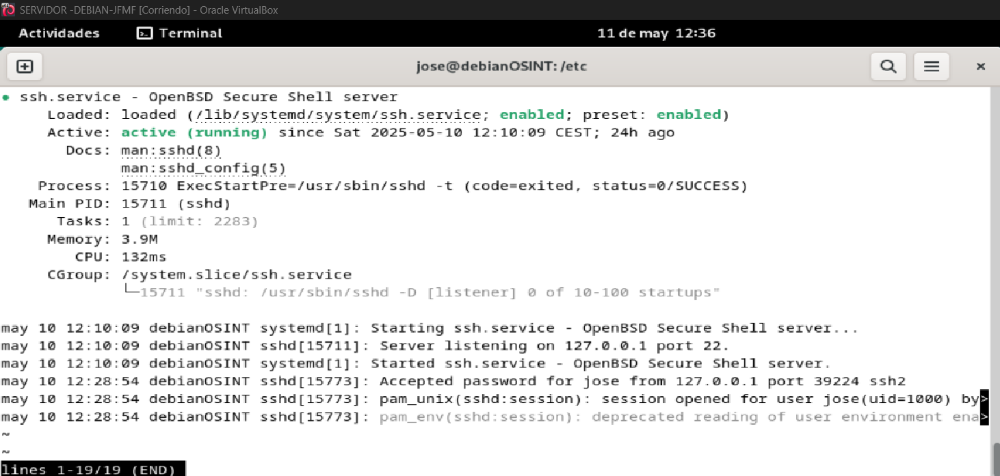 SERVIDOR -DEBIAN-JFMF [Corriendo] - Oracle VirtualBox
Actividades Terminal 11 de may 12:36
jose@debianOSINT: /etc
● ssh.service - OpenBSD Secure Shell server
Loaded: loaded (/lib/systemd/system/ssh.service; enabled; preset: enabled)
Active: active (running) since Sat 2025-05-10 12:10:09 CEST; 24h ago
Docs: man:sshd(8)
man:sshd_config(5)
Process: 15710 ExecStartPre=/usr/sbin/sshd -t (code=exited, status=0/SUCCESS)
Main PID: 15711 (sshd)
Tasks: 1 (limit: 2283)
Memory: 3.9M
CPU: 132ms
CGroup: /system.slice/ssh.service
└─15711 "sshd: /usr/sbin/sshd -D [listener] 0 of 10-100 startups"
may 10 12:10:09 debianOSINT systemd[1]: Starting ssh.service - OpenBSD Secure Shell server...
may 10 12:10:09 debianOSINT sshd[15711]: Server listening on 127.0.0.1 port 22.
may 10 12:10:09 debianOSINT systemd[1]: Started ssh.service - OpenBSD Secure Shell server.
may 10 12:28:54 debianOSINT sshd[15773]: Accepted password for jose from 127.0.0.1 port 39224 ssh2
may 10 12:28:54 debianOSINT sshd[15773]: pam_unix(sshd:session): session opened for user jose(uid=1000) by>
may 10 12:28:54 debianOSINT sshd[15773]: pam_env(sshd:session): deprecated reading of user environment ena>
~
~
lines 1-19/19 (END)